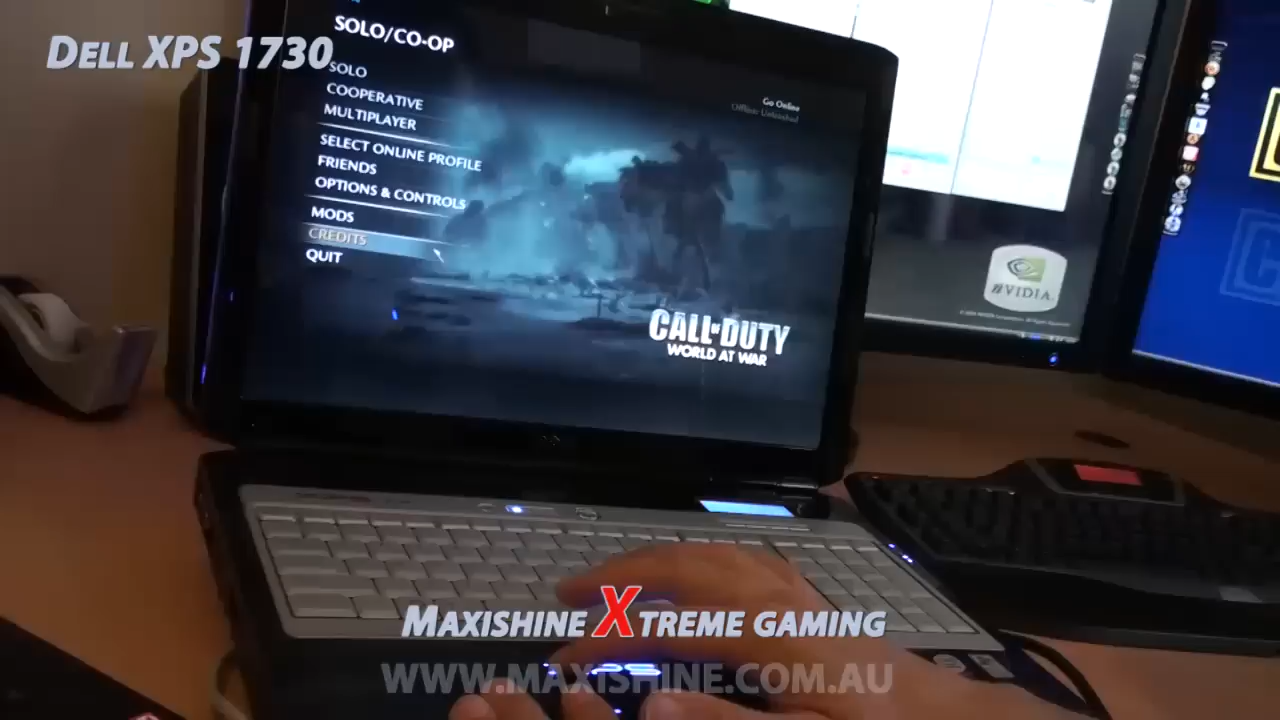 DELL XPS 1730
SOLO/CO-OP
SOLO
COOPERATIVE
MULTIPLAYER
SELECT ONLINE PROFILE
FRIENDS
OPTIONS & CONTROLS
MODS
CREDITS
QUIT
Go Online
CALL OF DUTY
WORLD AT WAR
NVIDIA
MAXISHINE XTREME GAMING
WWW.MAXISHINE.COM.AU